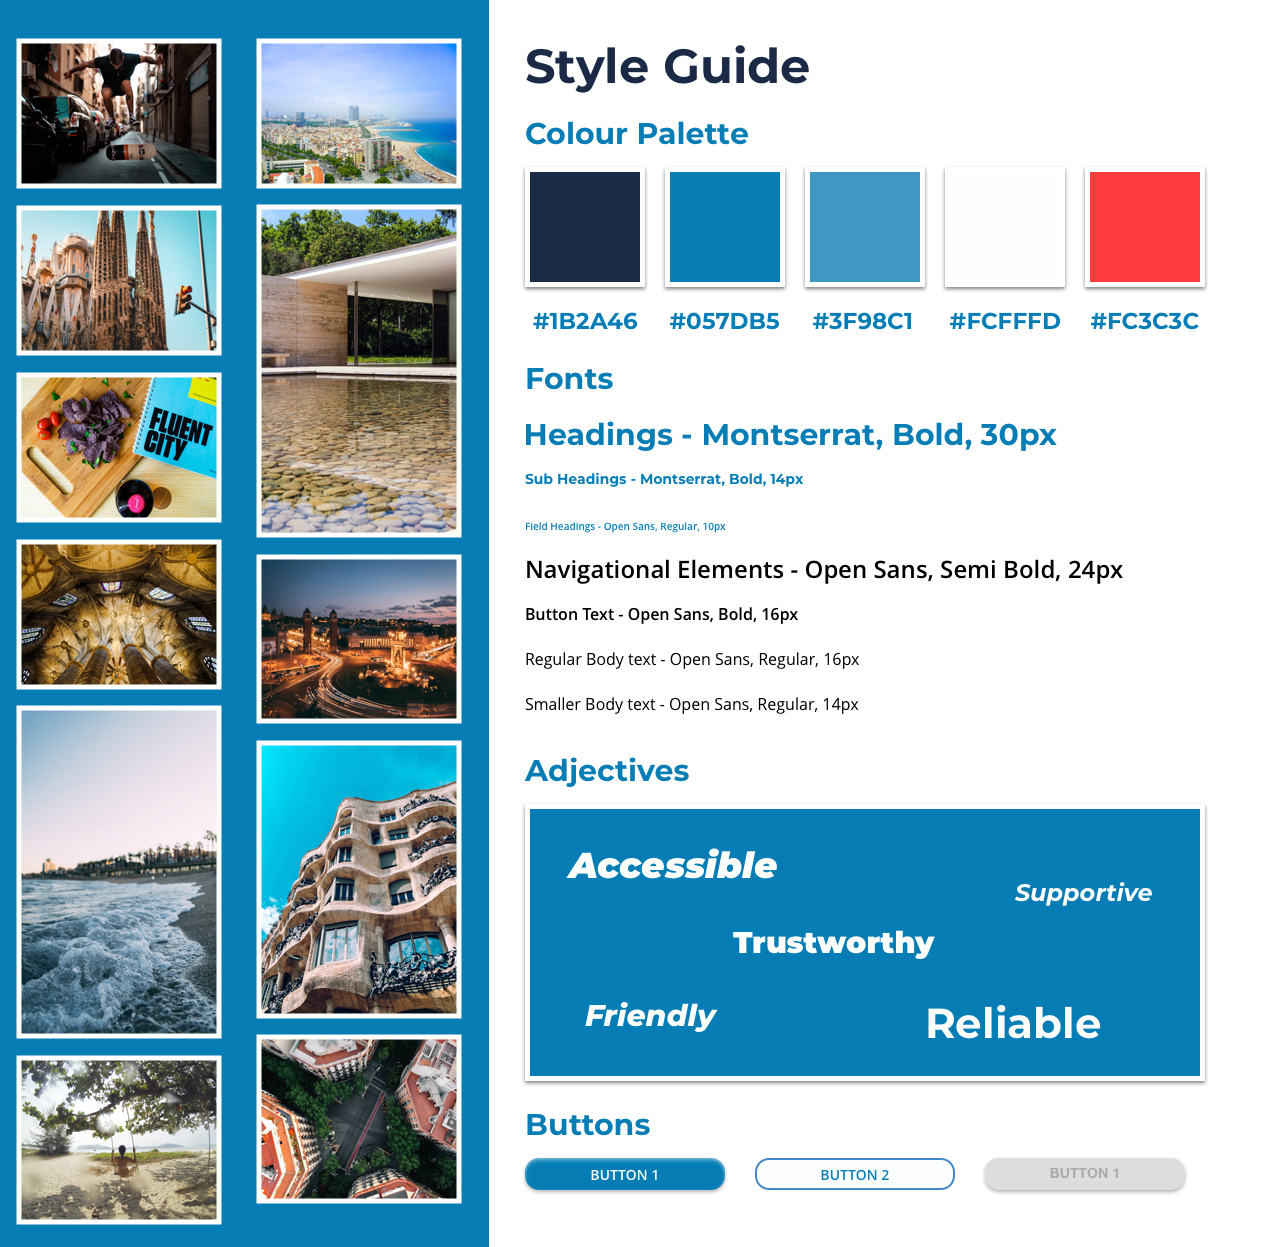 FLUENT
CITY
Style Guide
Colour Palette
#1B2A46 #057DB5 #3F98C1 #FCFFFD #FC3C3C
Fonts
Headings - Montserrat, Bold, 30px
Sub Headings - Montserrat, Bold, 14px
Field Headings - Open Sans, Regular, 10px
Navigational Elements - Open Sans, Semi Bold, 24px
Button Text - Open Sans, Bold, 16px
Regular Body text - Open Sans, Regular, 16px
Smaller Body text - Open Sans, Regular, 14px
Adjectives
Accessible
Supportive
Trustworthy
Friendly
Reliable
Buttons
BUTTON 1 BUTTON 2 BUTTON 1